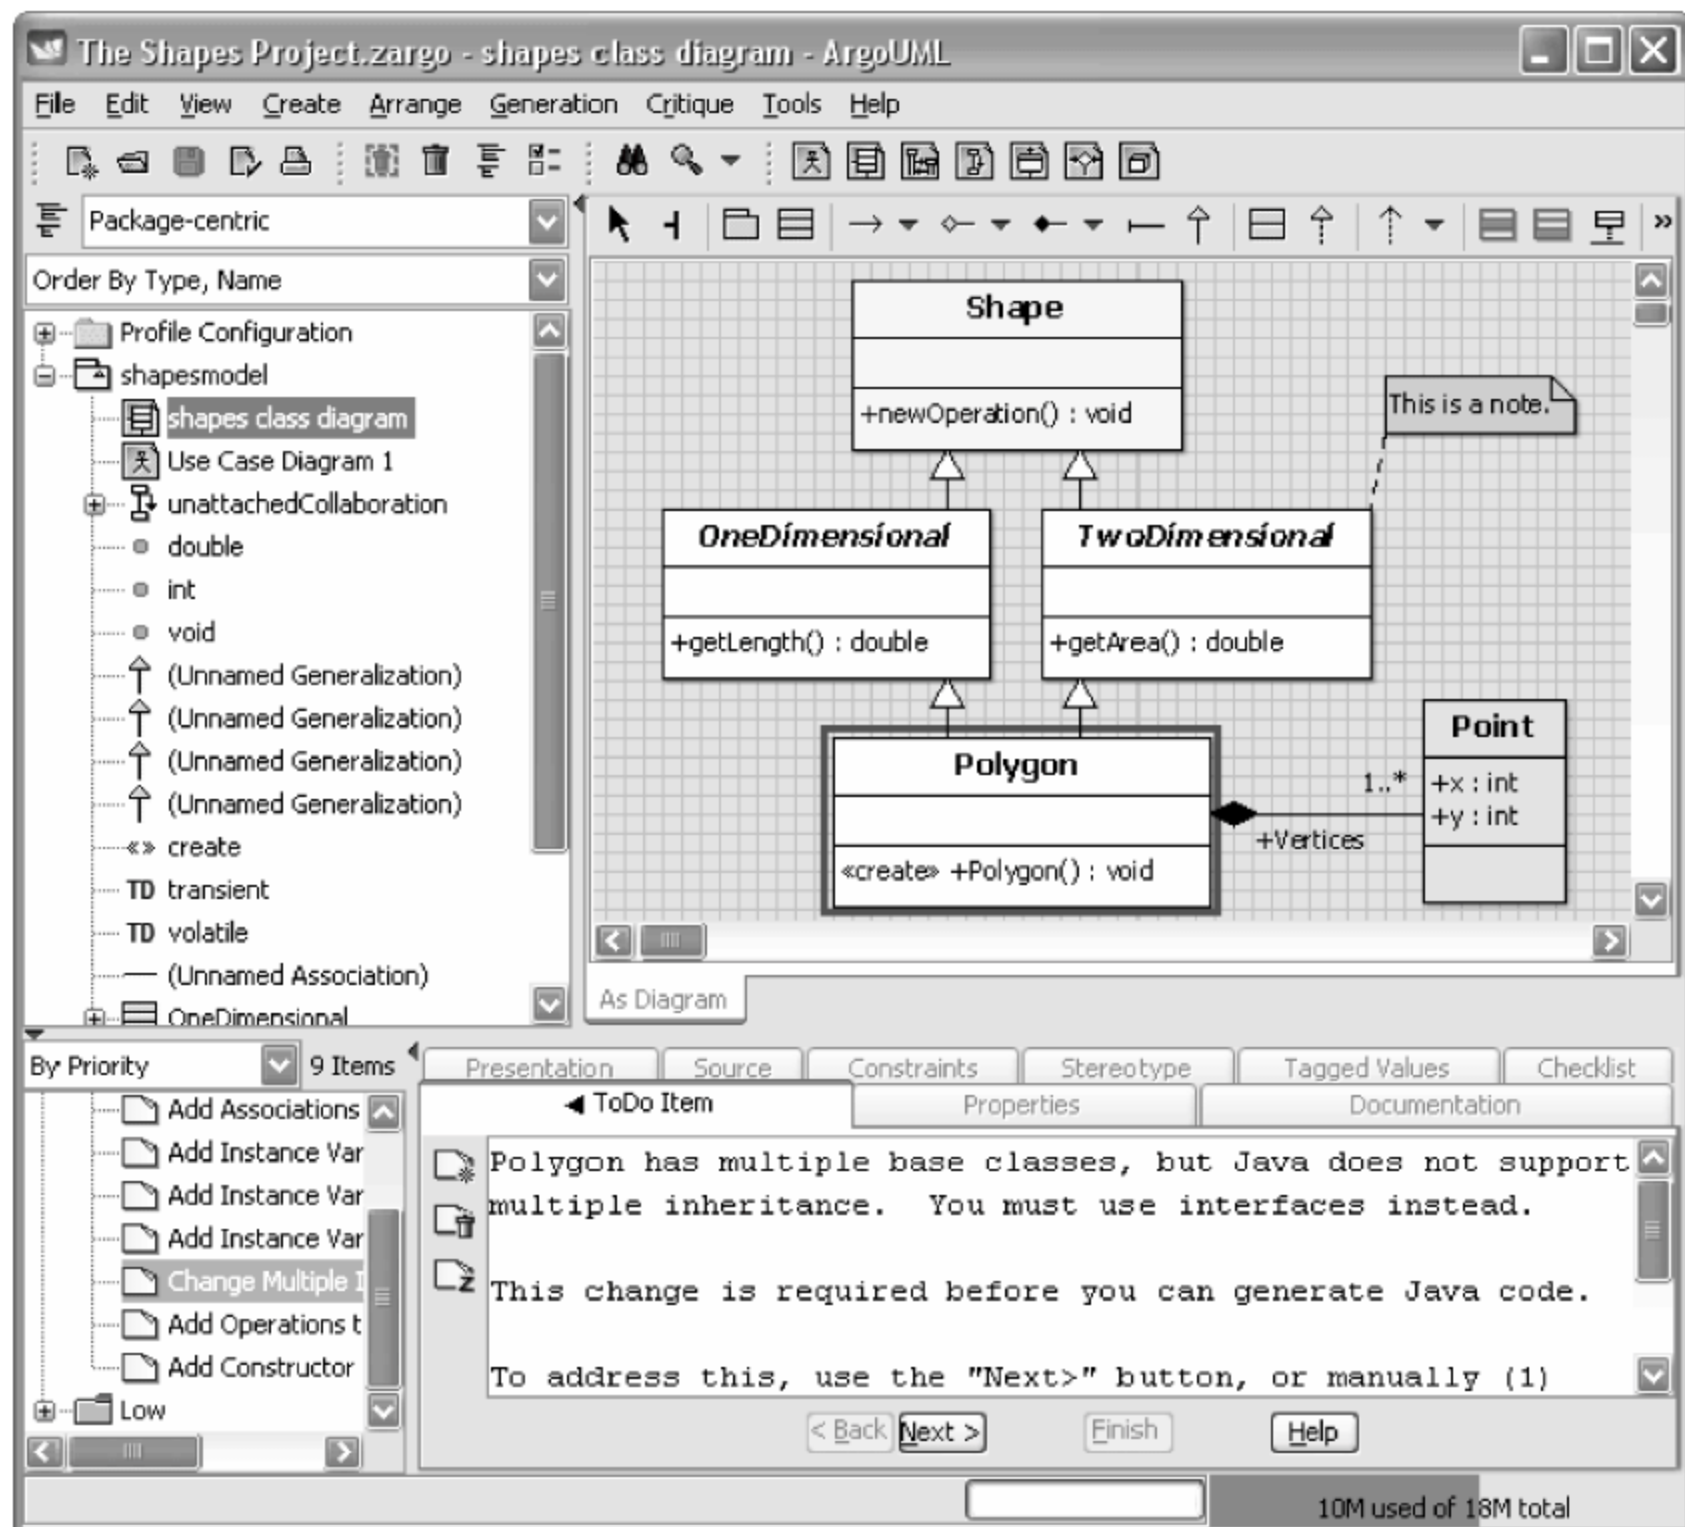 The Shapes Project.zargo - shapes class diagram - ArgoUML
File Edit View Create Arrange Generation Critique Tools Help
Package-centric
Order By Type, Name
Profile Configuration
shapesmodel
shapes class diagram
Use Case Diagram 1
unattachedCollaboration
double
int
void
(Unnamed Generalization)
(Unnamed Generalization)
(Unnamed Generalization)
(Unnamed Generalization)
«» create
TD transient
TD volatile
(Unnamed Association)
OneDimensional
»
Shape
+newOperation() : void
This is a note.
OneDimensional
+getLength() : double
TwoDimensional
+getArea() : double
Polygon
«create» +Polygon() : void
1..*
+Vertices
Point
+x : int
+y : int
As Diagram
By Priority
9 Items
Add Associations
Add Instance Var
Add Instance Var
Add Instance Var
Change Multiple I
Add Operations t
Add Constructor
Low
Presentation Source Constraints Stereotype Tagged Values Checklist
ToDo Item Properties Documentation
Polygon has multiple base classes, but Java does not support
multiple inheritance. You must use interfaces instead.
This change is required before you can generate Java code.
To address this, use the "Next>" button, or manually (1)
< Back Next > Finish Help
10M used of 18M total